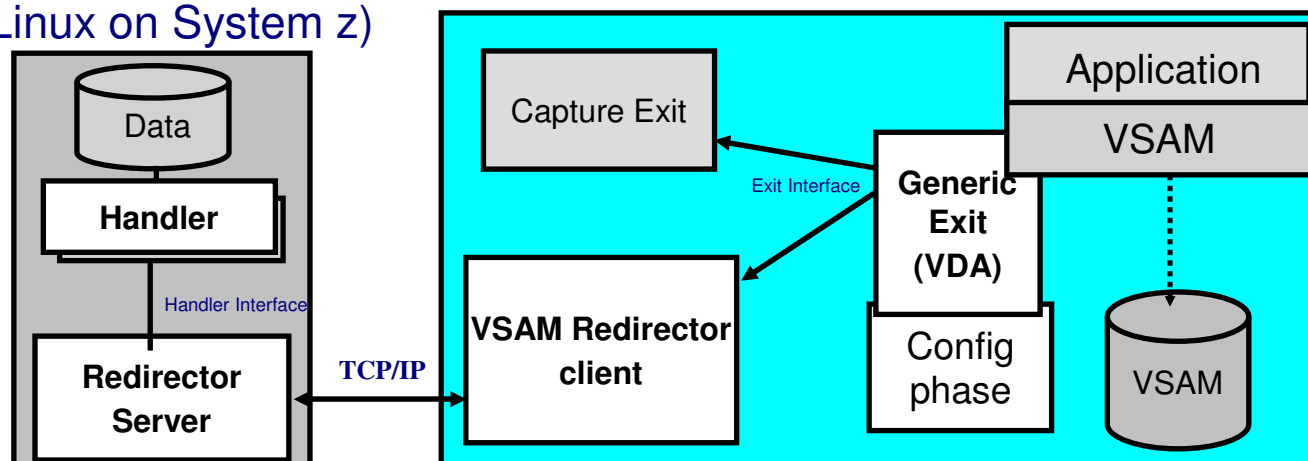 Linux on System z)
Data
Handler
Handler Interface
Redirector
Server
TCP/IP
Capture Exit
Exit Interface
VSAM Redirector
client
Generic
Exit
(VDA)
Config
phase
Application
VSAM
VSAM